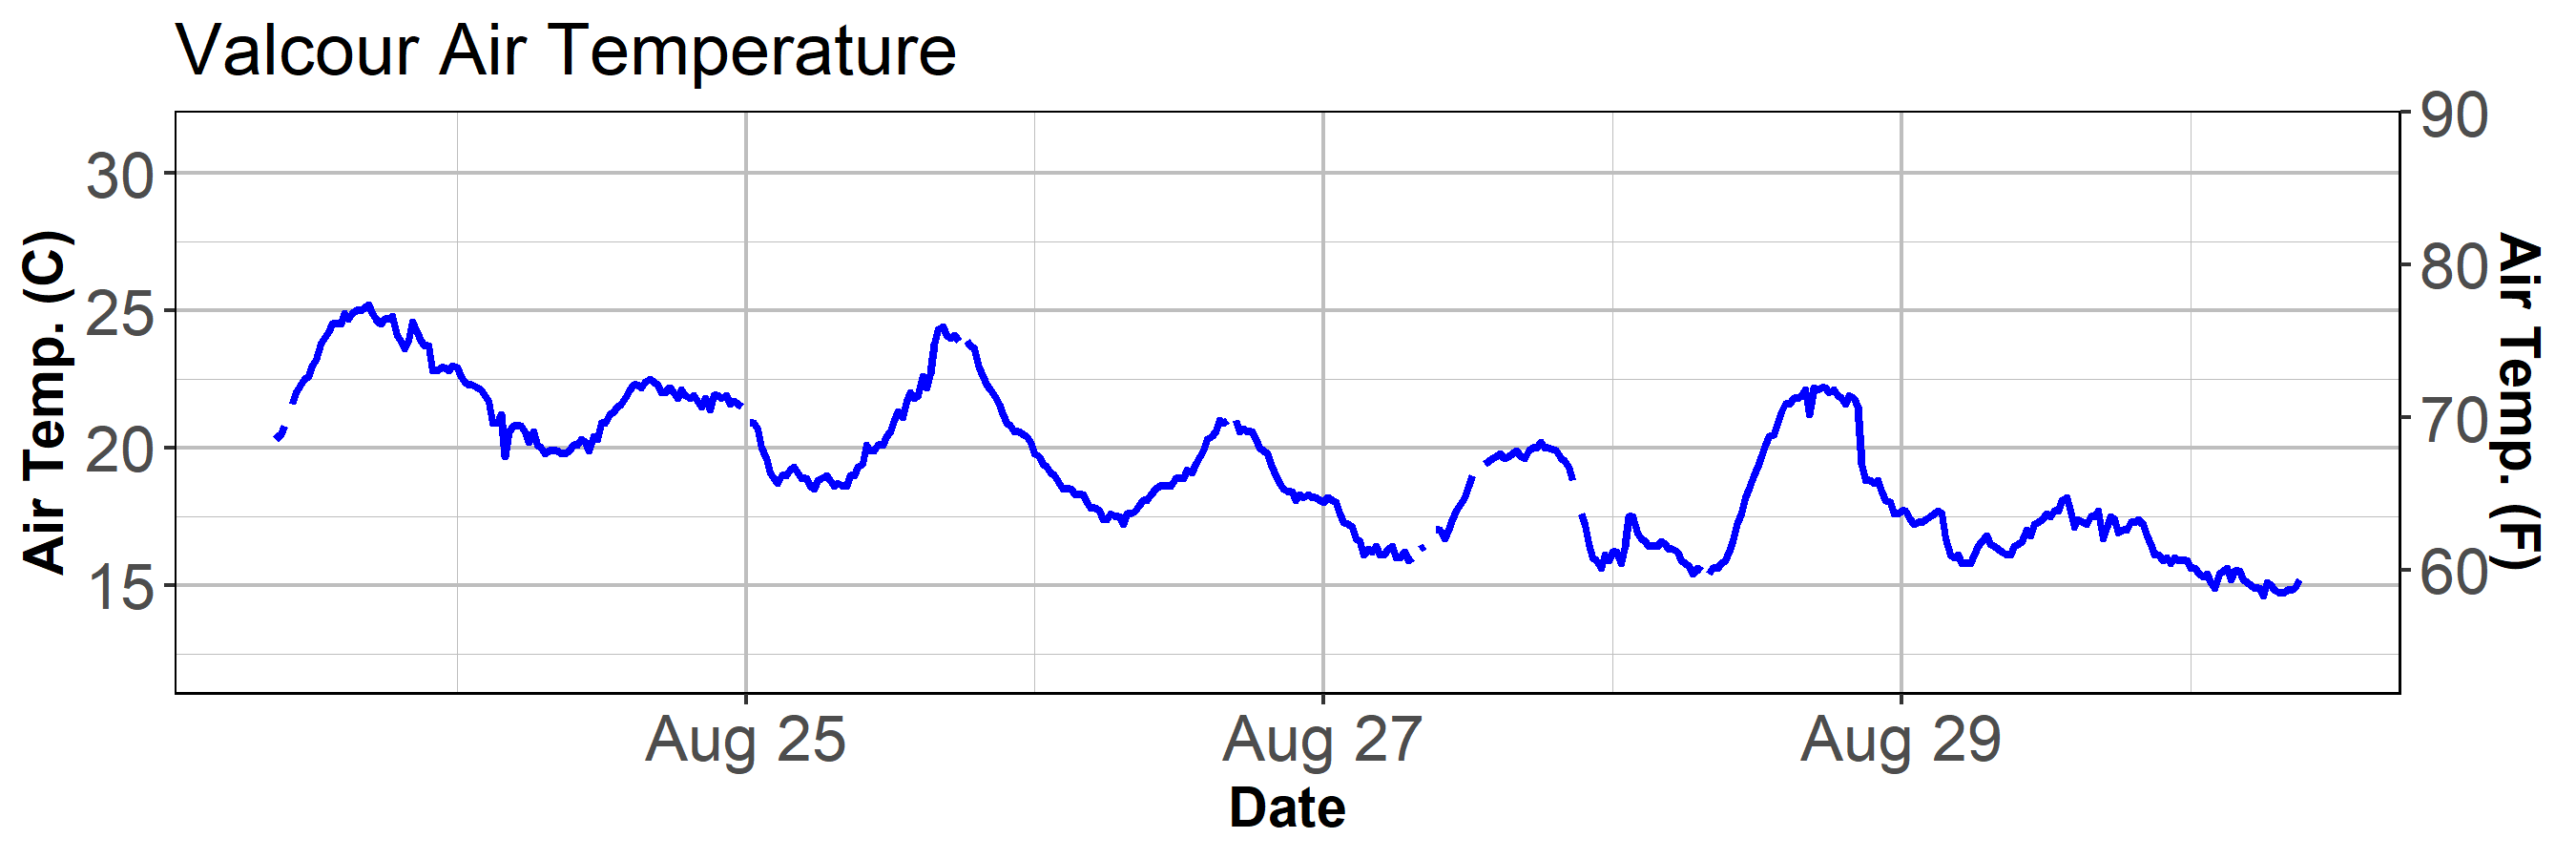 Valcour Air Temperature
Air Temp. (C)
30
25
20
15
90
80
70
60
Air Temp. (F)
Aug 25
Aug 27
Aug 29
Date